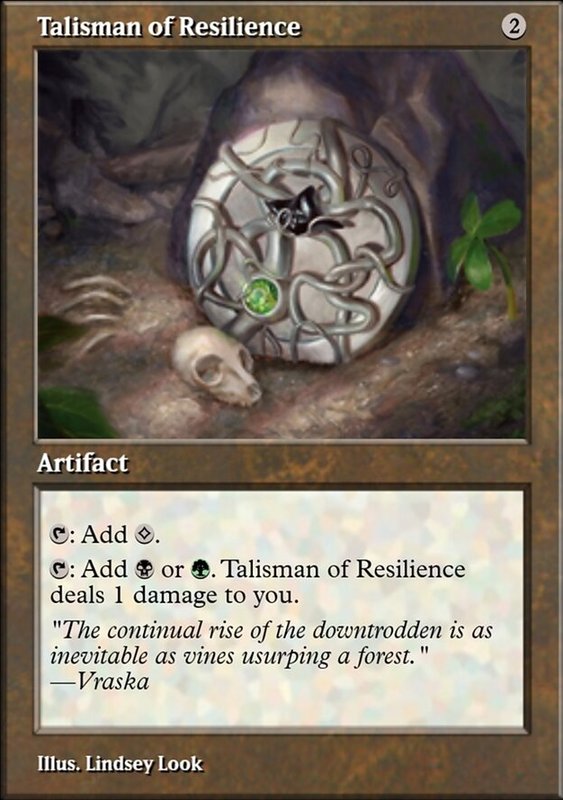 Talisman of Resilience 2
Artifact
: Add .
: Add or . Talisman of Resilience
deals 1 damage to you.
"The continual rise of the downtrodden is as
inevitable as vines usurping a forest."
—Vraska
Illus. Lindsey Look